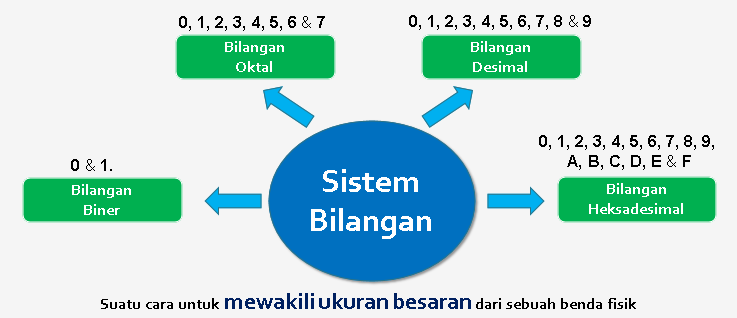 0, 1, 2, 3, 4, 5, 6 & 7
Bilangan
Oktal
0, 1, 2, 3, 4, 5, 6, 7, 8 & 9
Bilangan
Desimal
0 & 1.
Bilangan
Biner
Sistem
Bilangan
0, 1, 2, 3, 4, 5, 6, 7, 8, 9,
A, B, C, D, E & F
Bilangan
Heksadesimal
Suatu cara untuk mewakili ukuran besaran dari sebuah benda fisik